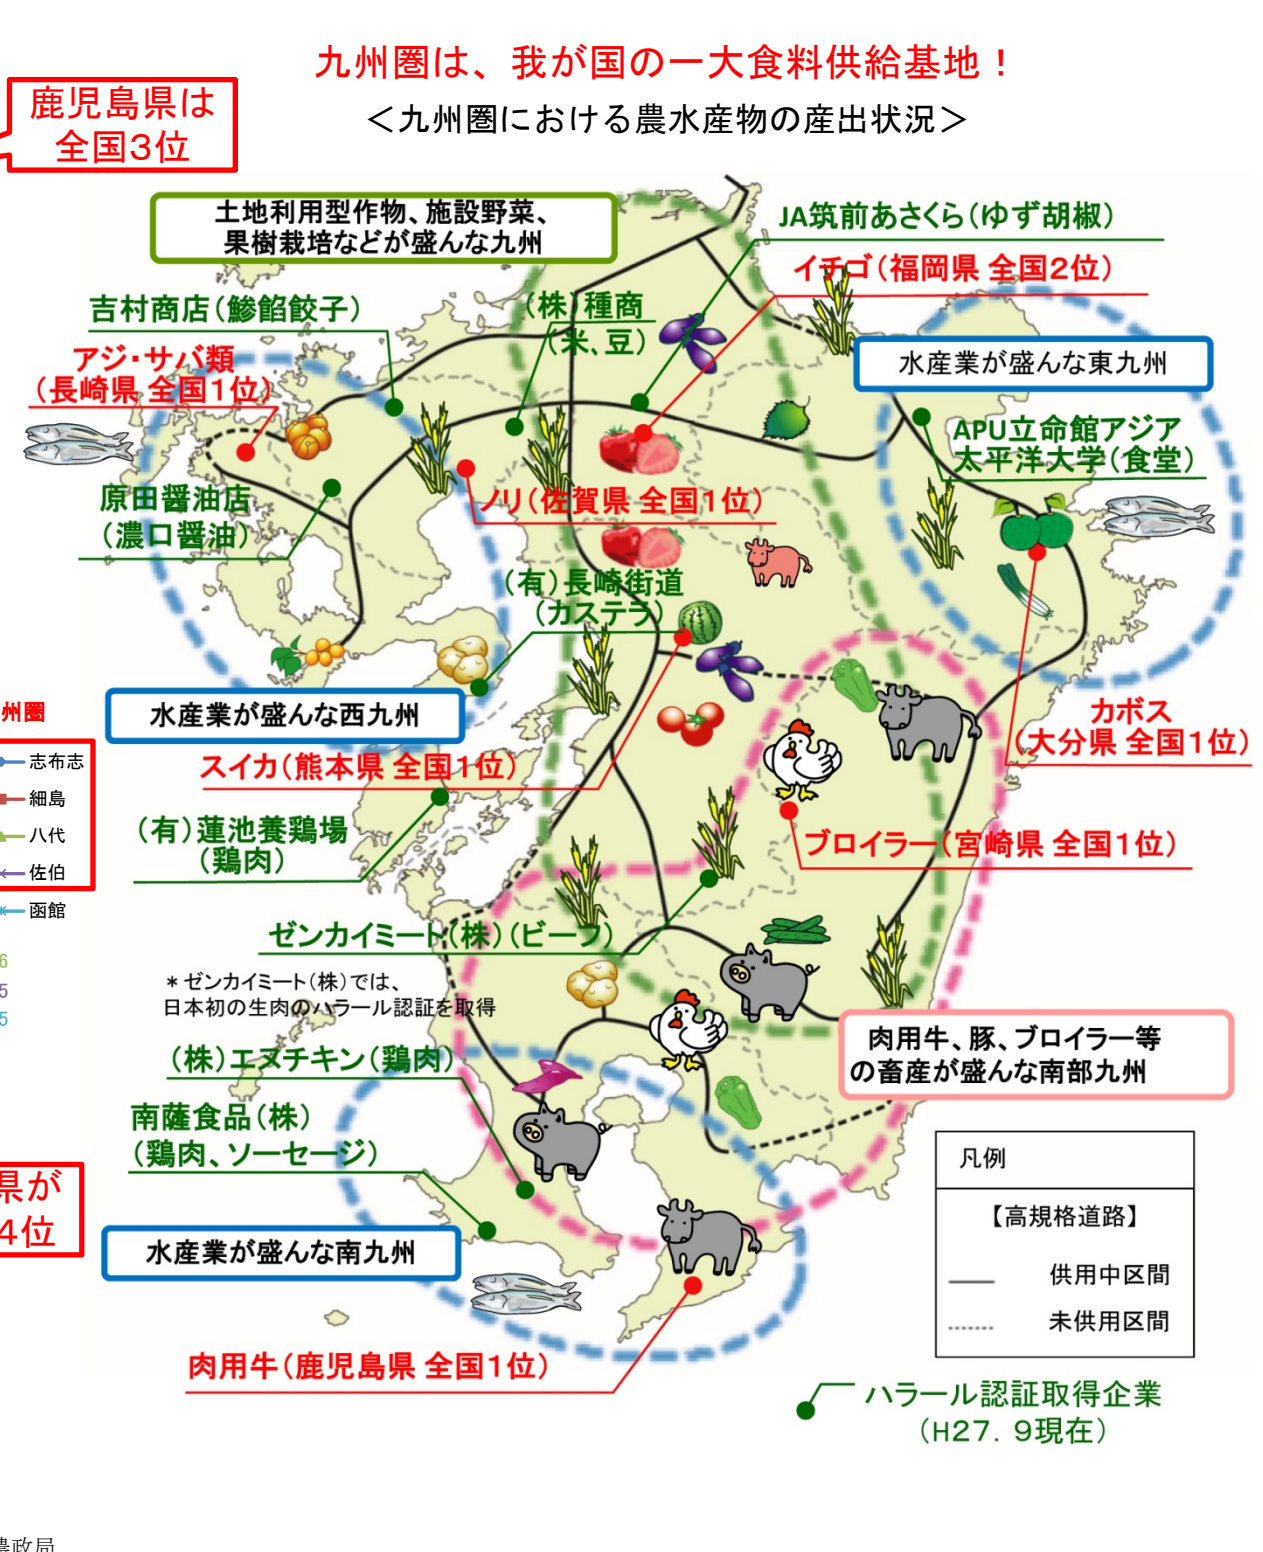 九州圏は、我が国の一大食料供給基地！
＜九州圏における農水産物の産出状況＞
鹿児島県は
全国3位
土地利用型作物、施設野菜、
果樹栽培などが盛んな九州
JA筑前あさくら（ゆず胡椒）
イチゴ（福岡県 全国2位）
吉村商店（鯵餡餃子）
（株）種商
（米、豆）
アジ・サバ類
（長崎県 全国1位）
水産業が盛んな東九州
APU立命館アジア
太平洋大学（食堂）
原田醤油店
（濃口醤油）
ノリ（佐賀県 全国1位）
（有）長崎街道
（カステラ）
水産業が盛んな西九州
カボス
（大分県 全国1位）
スイカ（熊本県 全国1位）
（有）蓮池養鶏場
（鶏肉）
ブロイラー（宮崎県 全国1位）
ゼンカイミート（株）（ビーフ）
＊ゼンカイミート（株）では、
日本初の生肉のハラール認証を取得
肉用牛、豚、ブロイラー等
の畜産が盛んな南部九州
（株）エヌチキン（鶏肉）
南薩食品（株）
（鶏肉、ソーセージ）
水産業が盛んな南九州
肉用牛（鹿児島県 全国1位）
凡例
【高規格道路】
供用中区間
未供用区間
ハラール認証取得企業
（H27．9現在）
州圏
志布志
細島
八代
佐伯
函館
6
5
5
県が
4位
農政局